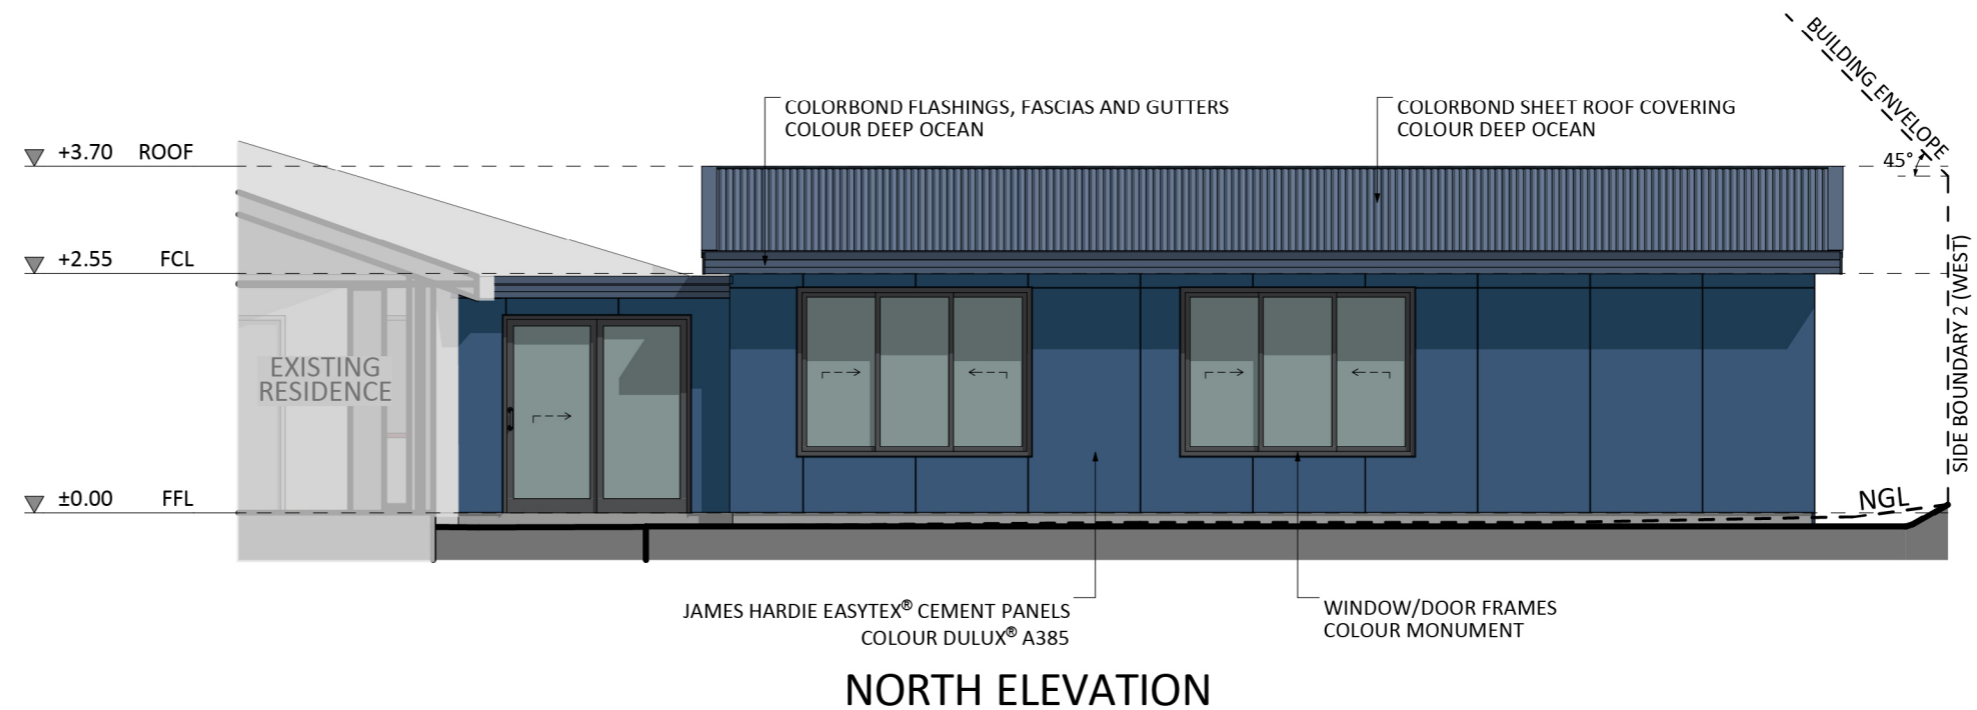 BUILDING ENVELOPE
45°
COLORBOND FLASHINGS, FASCIAS AND GUTTERS
COLOUR DEEP OCEAN
COLORBOND SHEET ROOF COVERING
COLOUR DEEP OCEAN
+3.70 ROOF
+2.55 FCL
EXISTING
RESIDENCE
SIDE BOUNDARY 2 (WEST)
±0.00 FFL
NGL
JAMES HARDIE EASYTEX® CEMENT PANELS
COLOUR DULUX® A385
WINDOW/DOOR FRAMES
COLOUR MONUMENT
NORTH ELEVATION